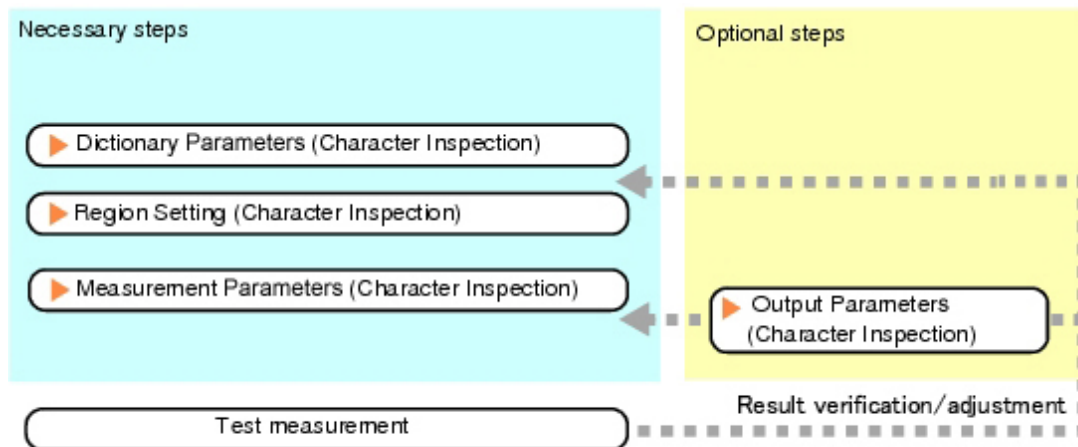 Necessary steps
Optional steps
Dictionary Parameters (Character Inspection)
Region Setting (Character Inspection)
Measurement Parameters (Character Inspection)
Output Parameters
(Character Inspection)
Result verification/adjustment
Test measurement